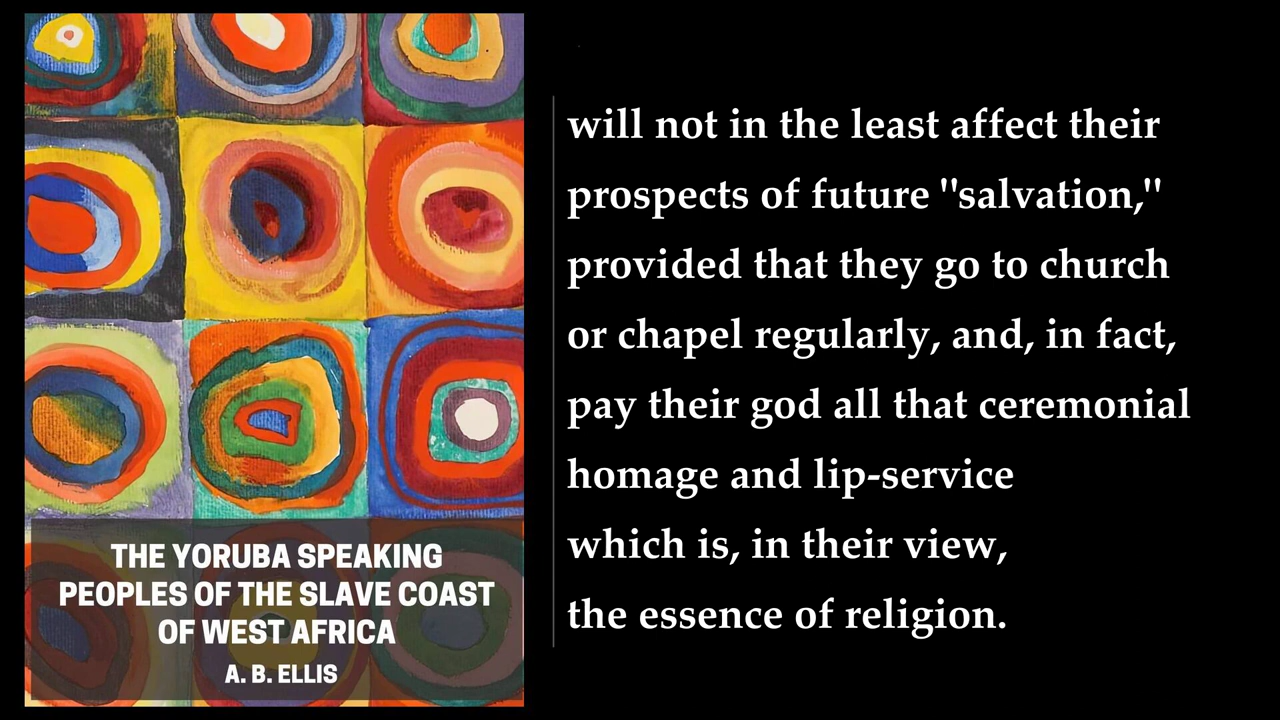 THE YORUBA SPEAKING
PEOPLES OF THE SLAVE COAST
OF WEST AFRICA
A. B. ELLIS
will not in the least affect their
prospects of future "salvation,"
provided that they go to church
or chapel regularly, and, in fact,
pay their god all that ceremonial
homage and lip-service
which is, in their view,
the essence of religion.